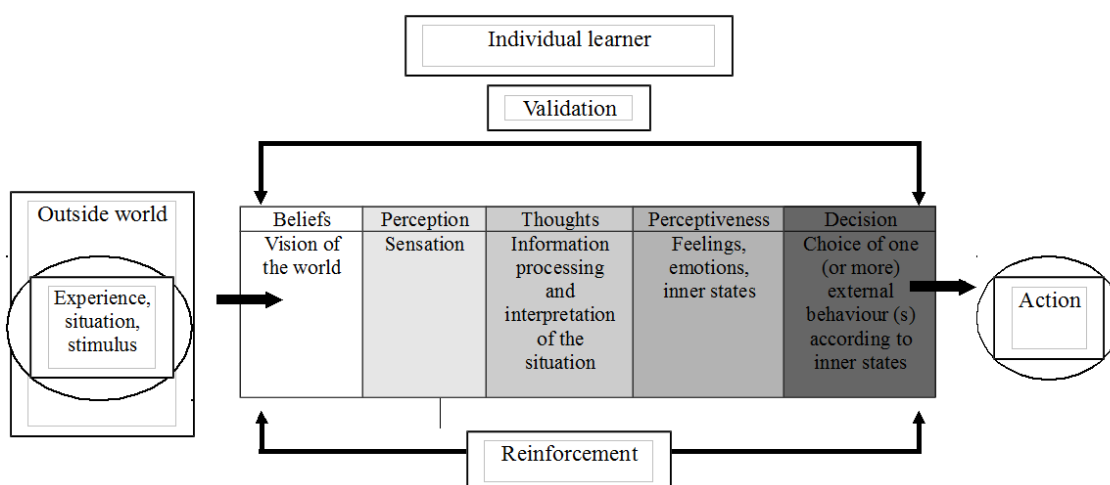 Individual learner
Validation
Outside world
Experience,
situation,
stimulus
Beliefs
Vision of
the world
Perception
Sensation
Thoughts
Information
processing
and
interpretation
of the
situation
Perceptiveness
Feelings,
emotions,
inner states
Decision
Choice of one
(or more)
external
behaviour (s)
according to
inner states
Action
Reinforcement